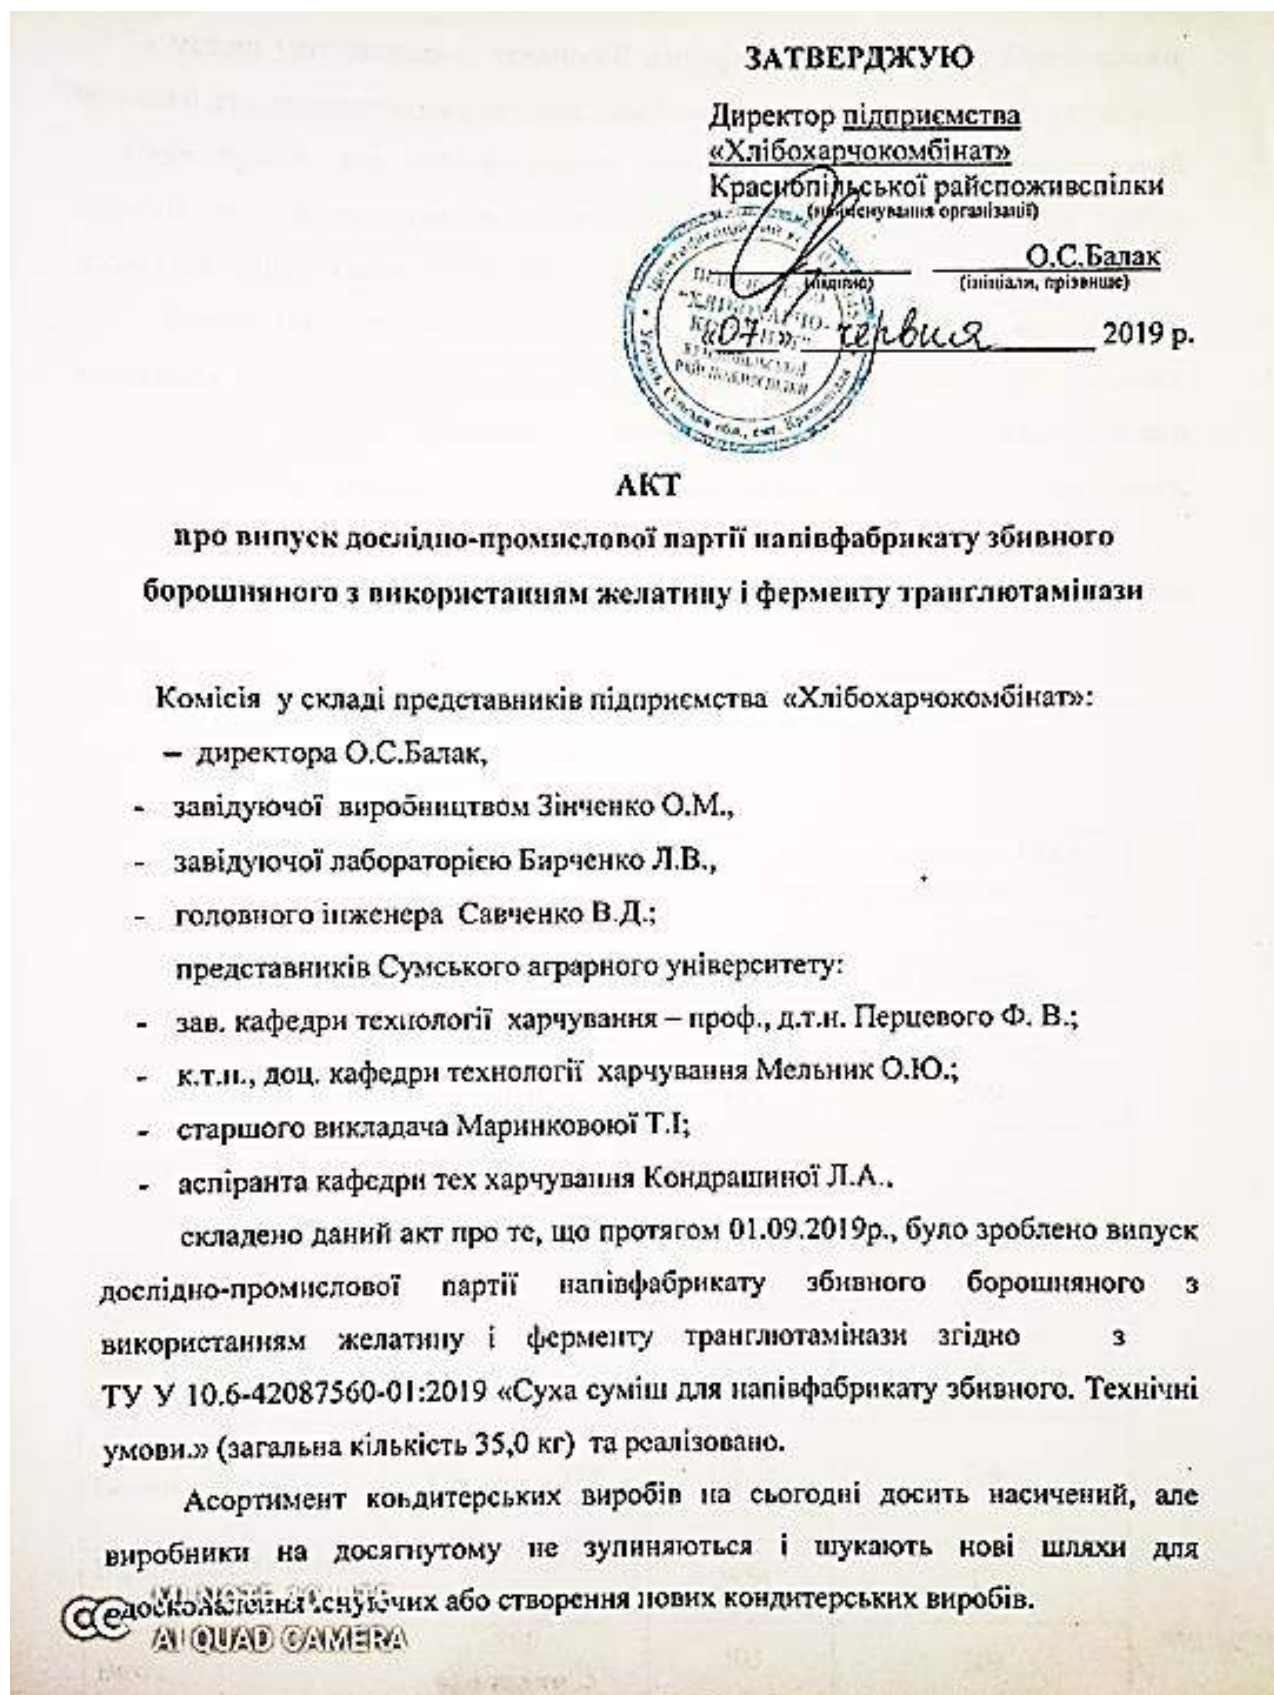 ЗАТВЕРДЖУЮ
Директор підприємства
«Хлібохарчокомбінат»
Краснопільської райспоживспілки
(найменування організації)
О.С.Балак
(підпис) (ініціали, прізвище)
«07» червня 2019 р.
АКТ
про випуск дослідно-промислової партії напівфабрикату збивного
борошняного з використанням желатину і ферменту транглютамінази
Комісія у складі представників підприємства «Хлібохарчокомбінат»:
– директора О.С.Балак,
- завідуючої виробництвом Зінченко О.М.,
- завідуючої лабораторією Бирченко Л.В.,
- головного інженера Савченко В.Д.;
представників Сумського аграрного університету:
- зав. кафедри технології харчування – проф., д.т.н. Перцевого Ф. В.;
- к.т.н., доц. кафедри технології харчування Мельник О.Ю.;
- старшого викладача Маринковоюї Т.І;
- аспіранта кафедри тех харчування Кондрашиної Л.А.,
складено даний акт про те, що протягом 01.09.2019р., було зроблено випуск
дослідно-промислової партії напівфабрикату збивного борошняного з
використанням желатину і ферменту транглютамінази згідно з
ТУ У 10.6-42087560-01:2019 «Суха суміш для напівфабрикату збивного. Технічні
умови.» (загальна кількість 35,0 кг) та реалізовано.
Асортимент кондитерських виробів на сьогодні досить насичений, але
виробники на досягнутому не зупиняються і шукають нові шляхи для
або створення нових кондитерських виробів.
AI QUAD CAMERA